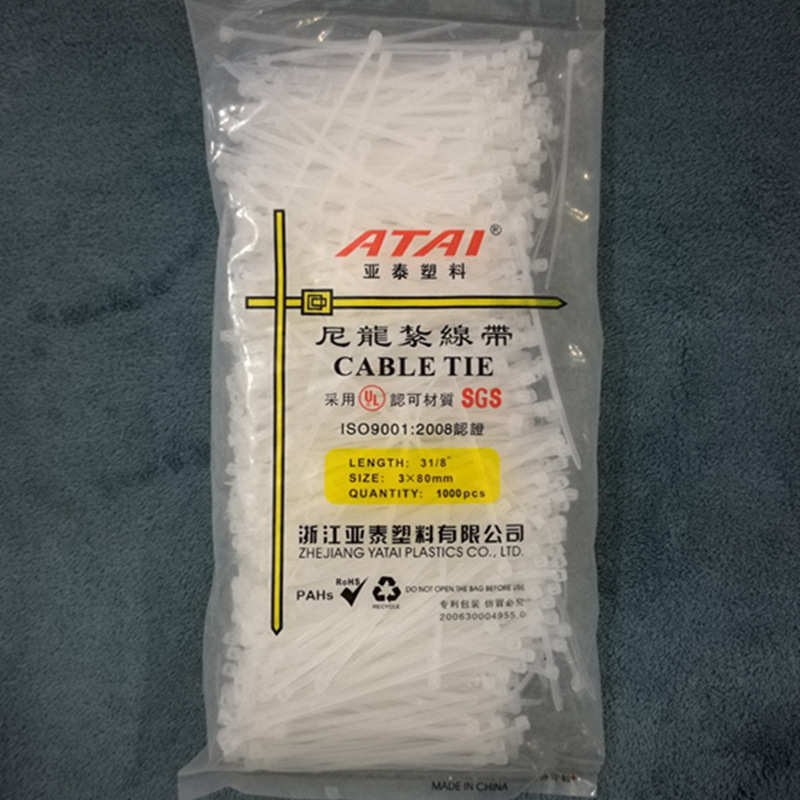 ATAI®
亚泰塑料
尼龍紮線帶
CABLE TIE
采用 UL 認可材質 SGS
ISO9001:2008認證
LENGTH: 31/8"
SIZE: 3×80mm
QUANTITY: 1000pcs
浙江亚泰塑料有限公司
ZHEJIANG YATAI PLASTICS CO., LTD.
PAHs
RoHS
RECYCLE
DO NOT OPEN THE BAG BEFORE USE
专利包装 仿冒必究
200630004955.0
MADE IN CHINA